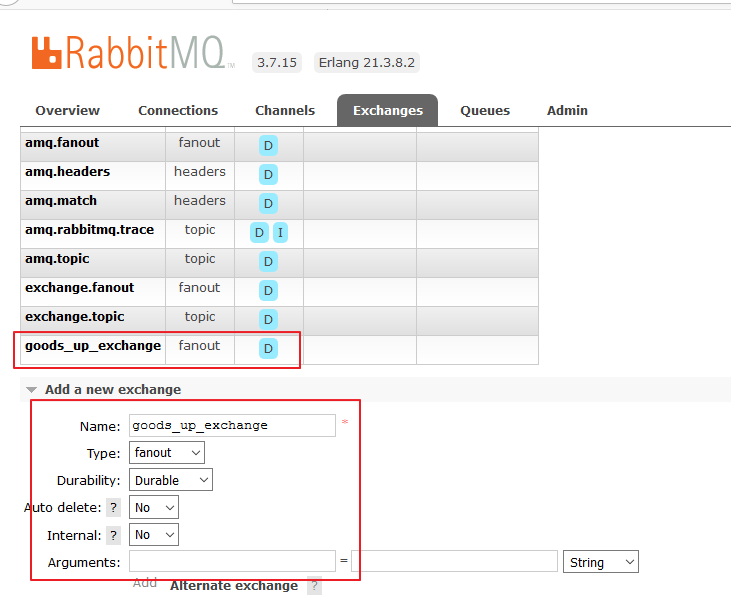 RabbitMQ TM 3.7.15 Erlang 21.3.8.2
Overview Connections Channels Exchanges Queues Admin
amq.fanout fanout D
amq.headers headers D
amq.match headers D
amq.rabbitmq.trace topic D I
amq.topic topic D
exchange.fanout fanout D
exchange.topic topic D
goods_up_exchange fanout D
Add a new exchange
Name: goods_up_exchange *
Type: fanout
Durability: Durable
Auto delete: ? No
Internal: ? No
Arguments: = String
Add Alternate exchange ?